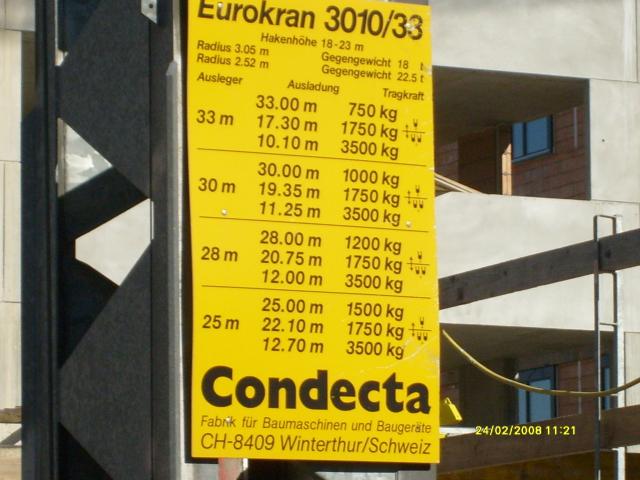 Eurokran 3010/33
Hakenhöhe 18-23 m
Radius 3.05 m Gegengewicht 18 t
Radius 2.52 m Gegengewicht 22.5 t
Ausleger Ausladung Tragkraft
33 m 33.00 m 750 kg
17.30 m 1750 kg
10.10 m 3500 kg
30 m 30.00 m 1000 kg
19.35 m 1750 kg
11.25 m 3500 kg
28 m 28.00 m 1200 kg
20.75 m 1750 kg
12.00 m 3500 kg
25 m 25.00 m 1500 kg
22.10 m 1750 kg
12.70 m 3500 kg
Condecta
Fabrik für Baumaschinen und Baugeräte
CH-8409 Winterthur/Schweiz
24/02/2008 11:21